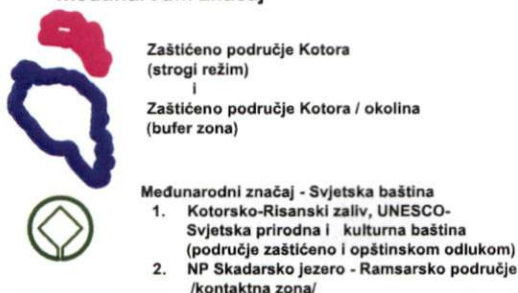 Zaštićeno područje Kotora
(strogi režim)
i
Zaštićeno područje Kotora / okolina
(bufer zona)
Međunarodni značaj - Svjetska baština
1. Kotorsko-Risanski zaliv, UNESCO-
Svjetska prirodna i kulturna baština
(područje zaštićeno i opštinskom odlukom)
2. NP Skadarsko jezero - Ramsarsko područje
/kontaktna zona/